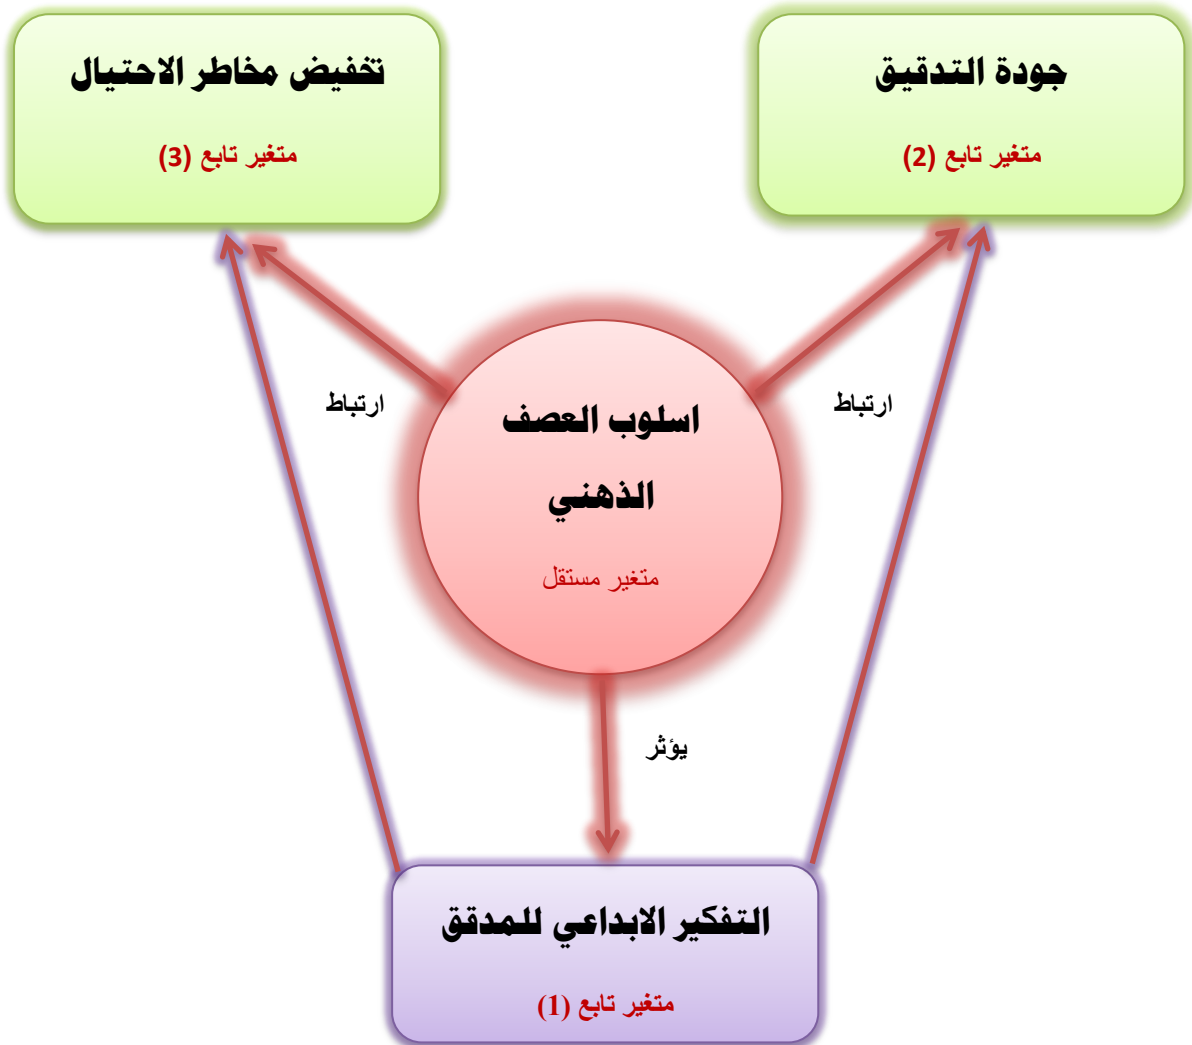 جودة التدقيق
متغير تابع (2)
تخفيض مخاطر الاحتيال
متغير تابع (3)
ارتباط
ارتباط
اسلوب العصف
الذهني
متغير مستقل
يؤثر
التفكير الابداعي للمدقق
متغير تابع (1)